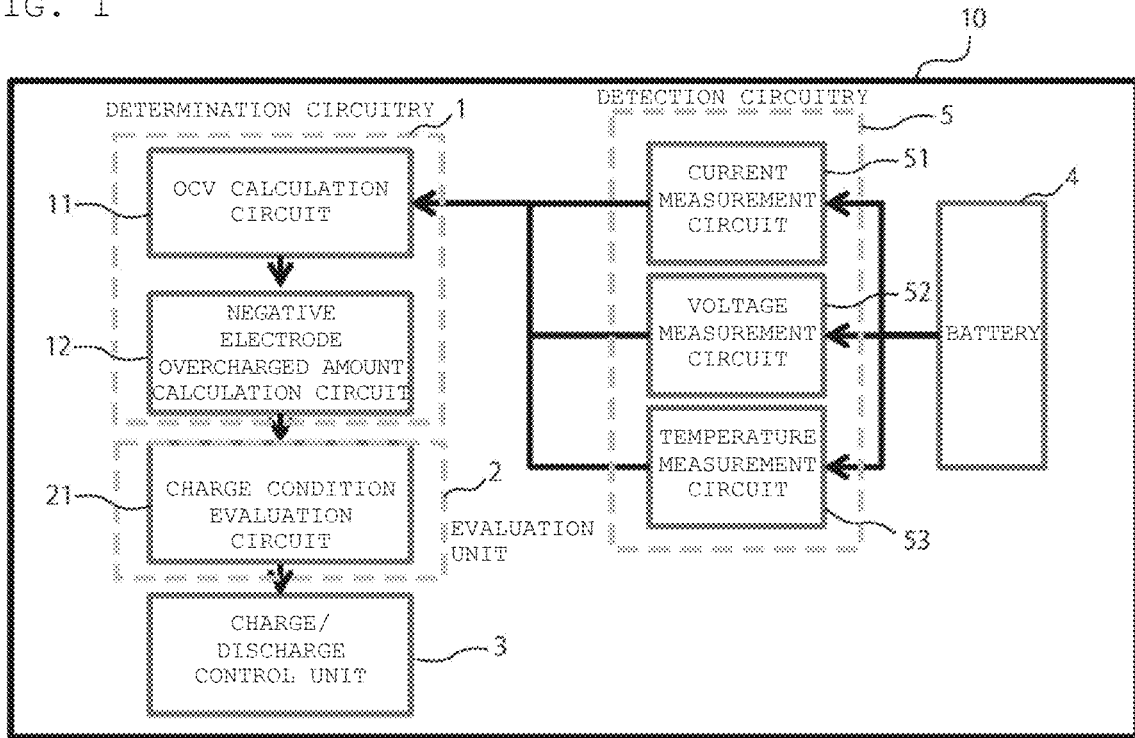 IG. 1
10
DETERMINATION CIRCUITRY
1
DETECTION CIRCUITRY
5
OCV CALCULATION
CIRCUIT
11
CURRENT
MEASUREMENT
CIRCUIT
51
4
NEGATIVE
ELECTRODE
OVERCHARGED AMOUNT
CALCULATION CIRCUIT
12
VOLTAGE
MEASUREMENT
CIRCUIT
52
BATTERY
CHARGE CONDITION
EVALUATION
CIRCUIT
21
2
EVALUATION
UNIT
TEMPERATURE
MEASUREMENT
CIRCUIT
53
CHARGE/
DISCHARGE
CONTROL UNIT
3